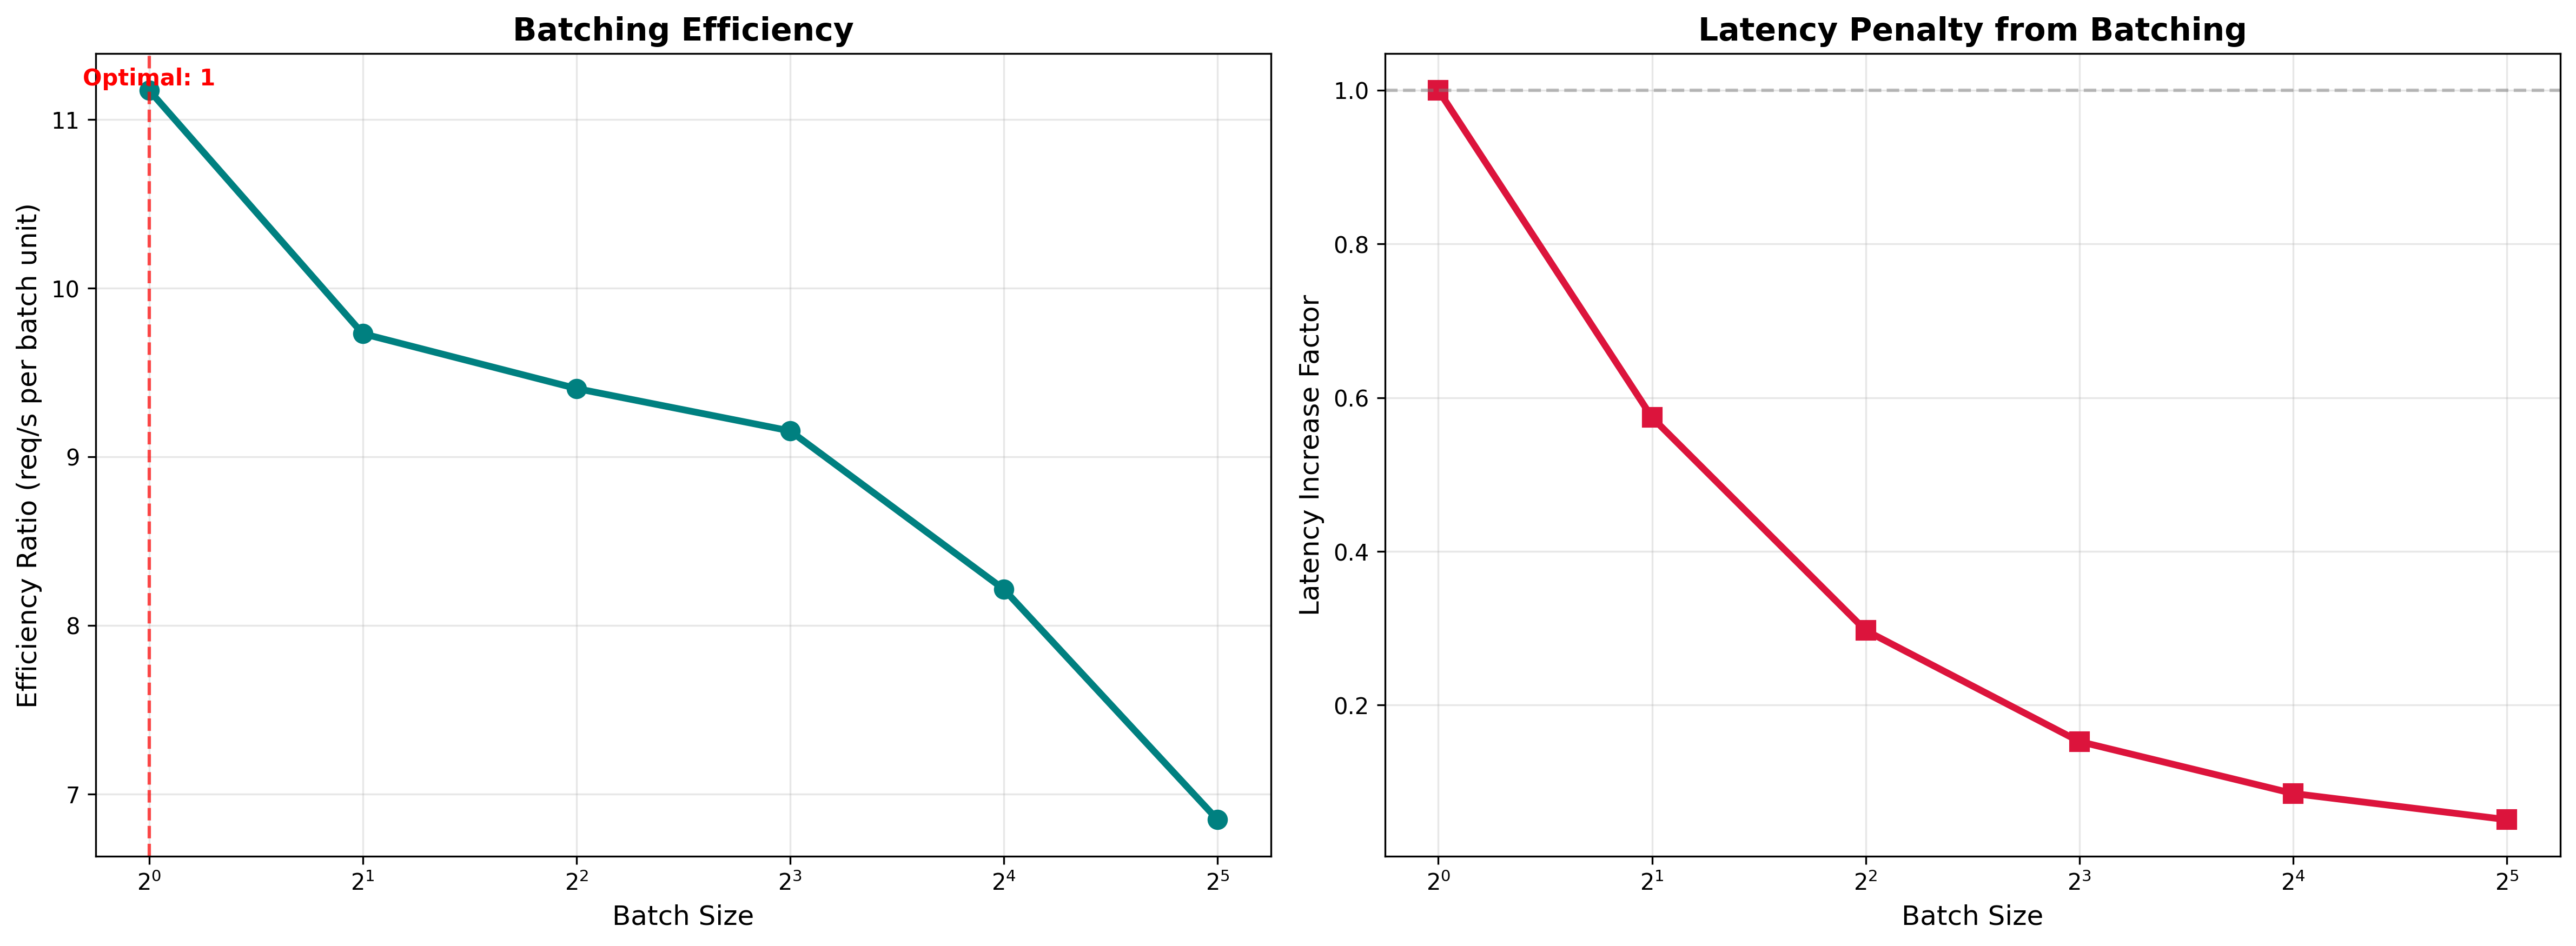 Batching Efficiency
Optimal: 1
11
10
9
8
7
Efficiency Ratio (req/s per batch unit)
2⁰ 2¹ 2² 2³ 2⁴ 2⁵
Batch Size
Latency Penalty from Batching
1.0
0.8
0.6
0.4
0.2
Latency Increase Factor
2⁰ 2¹ 2² 2³ 2⁴ 2⁵
Batch Size